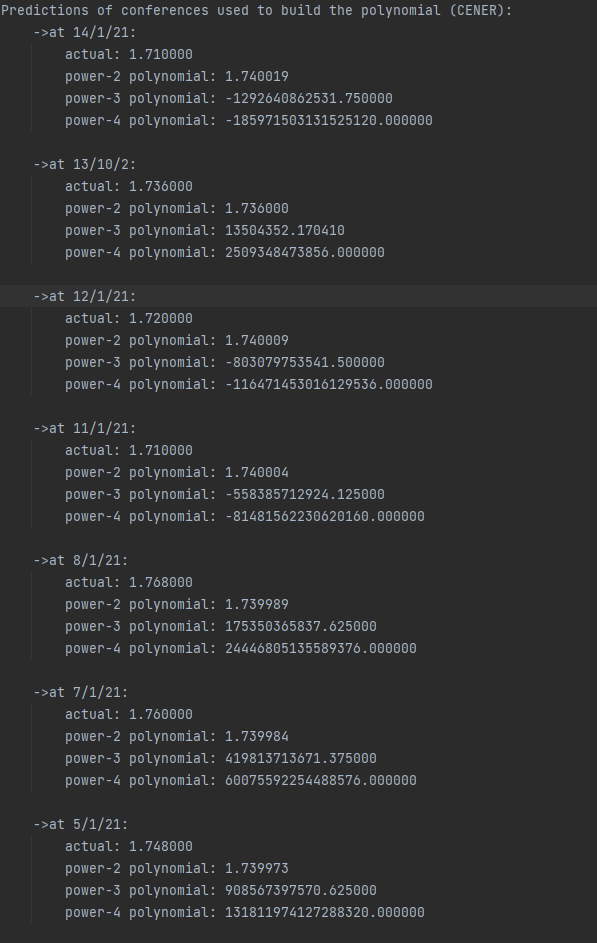 Predictions of conferences used to build the polynomial (CENER):
->at 14/1/21:
actual: 1.710000
power-2 polynomial: 1.740019
power-3 polynomial: -1292640862531.750000
power-4 polynomial: -185971503131525120.000000
->at 13/10/2:
actual: 1.736000
power-2 polynomial: 1.736000
power-3 polynomial: 13504352.170410
power-4 polynomial: 2509348473856.000000
->at 12/1/21:
actual: 1.720000
power-2 polynomial: 1.740009
power-3 polynomial: -803079753541.500000
power-4 polynomial: -116471453016129536.000000
->at 11/1/21:
actual: 1.710000
power-2 polynomial: 1.740004
power-3 polynomial: -558385712924.125000
power-4 polynomial: -81481562230620160.000000
->at 8/1/21:
actual: 1.768000
power-2 polynomial: 1.739989
power-3 polynomial: 175350365837.625000
power-4 polynomial: 24446805135589376.000000
->at 7/1/21:
actual: 1.760000
power-2 polynomial: 1.739984
power-3 polynomial: 419813713671.375000
power-4 polynomial: 60075592254488576.000000
->at 5/1/21:
actual: 1.748000
power-2 polynomial: 1.739973
power-3 polynomial: 908567397570.625000
power-4 polynomial: 131811974127288320.000000